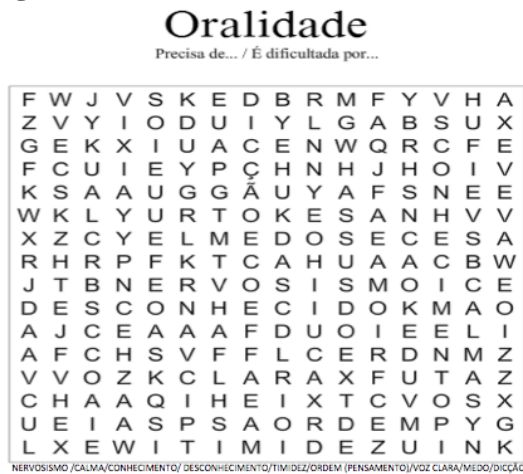 Oralidade
Precisa de... / É dificultada por...
F W J V S K E D B R M F Y V H A
Z V Y I O D U I Y L G A B S U X
G E K X I U A C E N W Q R C F E
F C U I E Y P Ç H N H J H O I V
K S A A U G G Ã U Y A F S N E E
W K L Y U R T O K E S A N H V V
X Z C Y E L M E D O S E C E S A
R H R P F K T C A H U A A C B W
J T B N E R V O S I S M O I C E
D E S C O N H E C I D O K M A O
A J C E A A A F D U O I E E L I
A F C H S V F F L C E R D N M Z
V V O Z K C L A R A X F U T A Z
C H A A Q I H E I X T C V O S X
U E I A S P S A O R D E M P Y G
L X E W I T I M I D E Z U I N K
NERVOSISMO /CALMA/CONHECIMENTO/ DESCONHECIMENTO/TIMIDEZ/ORDEM (PENSAMENTO)/VOZ CLARA/MEDO/DICÇÃO